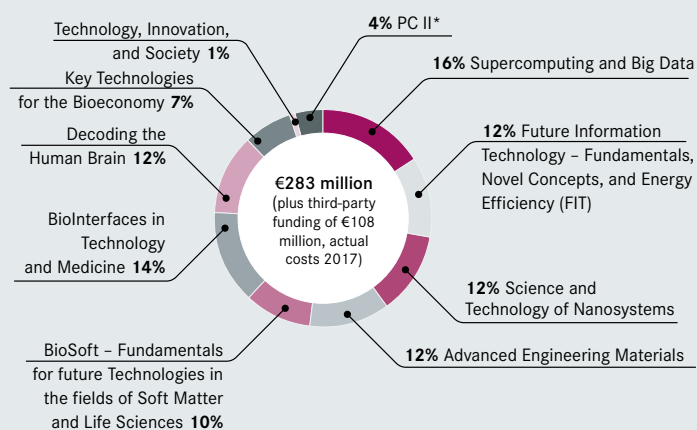 Technology, Innovation,
and Society 1%
4% PC II*
16% Supercomputing and Big Data
Key Technologies
for the Bioeconomy 7%
12% Future Information
Technology – Fundamentals,
Novel Concepts, and Energy
Efficiency (FIT)
Decoding the
Human Brain 12%
€283 million
(plus third-party
funding of €108
million, actual
costs 2017)
BioInterfaces in
Technology
and Medicine 14%
12% Science and
Technology of Nanosystems
12% Advanced Engineering Materials
BioSoft – Fundamentals
for future Technologies in
the fields of Soft Matter
and Life Sciences 10%